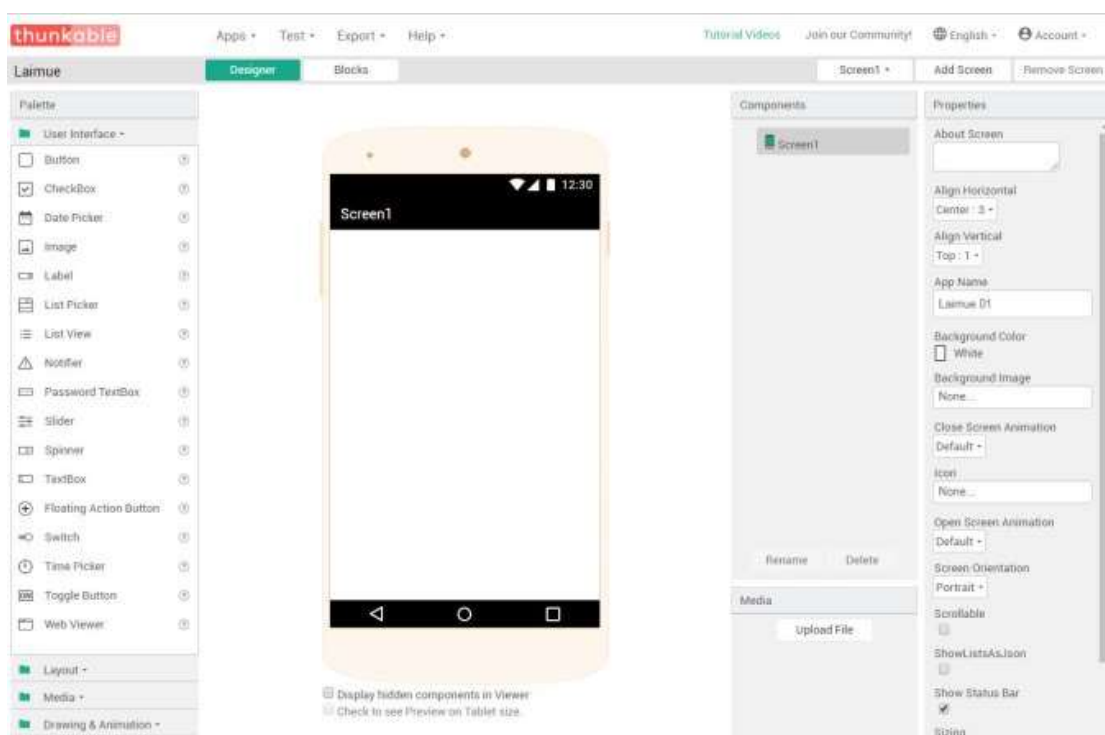 thunkable
Apps Test Export Help Tutorial Videos Join our Community! English Account
Laimue Designer Blocks Screen1 Add Screen Remove Screen
Palette
User Interface
Button
CheckBox
Date Picker
Image
Label
List Picker
List View
Notifier
Password TextBox
Slider
Spinner
TextBox
Floating Action Button
Switch
Time Picker
Toggle Button
Web Viewer
Layout
Media
Drawing & Animation
12:30
Screen1
Display hidden components in Viewer
Check to see Preview on Tablet size.
Components
Screen1
Rename Delete
Media
Upload File
Properties
About Screen
Align Horizontal
Center : 3
Align Vertical
Top : 1
App Name
Laimue 01
Background Color
White
Background Image
None...
Close Screen Animation
Default
Icon
None...
Open Screen Animation
Default
Screen Orientation
Portrait
Scrollable
ShowListsAsJson
Show Status Bar
Sizing